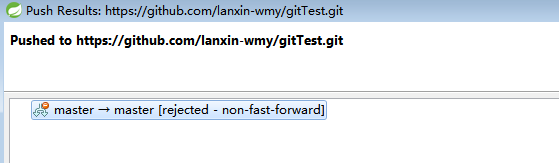 Push Results: https://github.com/lanxin-wmy/gitTest.git
Pushed to https://github.com/lanxin-wmy/gitTest.git
master → master [rejected - non-fast-forward]